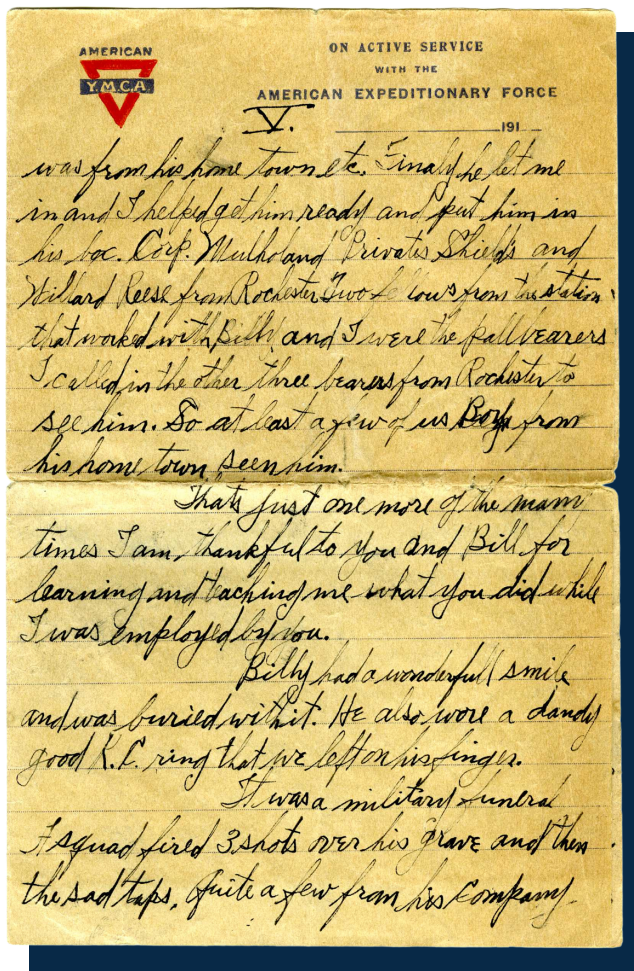 AMERICAN
Y.M.C.A.
ON ACTIVE SERVICE
WITH THE
AMERICAN EXPEDITIONARY FORCE
V.
191
was from his home town etc. Finaly he let me
in and I helped get him ready and put him in
his box. Corp. Mulholand Privates Shields and
Willard Reese from Rochester Two fellows from the station
that worked with Billy and I were the pallbearers
I called in the other three bearers from Rochester to
see him. So at least a few of us Boys from
his home town seen him.
Thats just one more of the many
times I am, thankful to you and Bill for
learning and teaching me what you did while
I was employed by you.
Billy had a wonderfull smile
and was buried with it. He also wore a dandy
good K.C. ring that we left on his finger.
It was a military funeral
A squad fired 3 shots over his grave and then
the sad taps. Quite a few from his Company